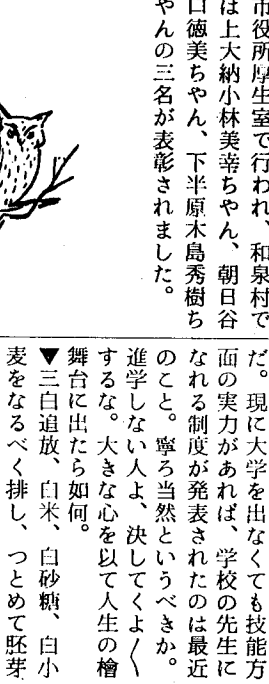 市役所厚生室で行われ、和泉村で
は上大納小林美幸ちゃん、朝日谷
口徳美ちゃん、下半原木島秀樹ち
ゃんの三名が表彰されました。
だ。現に大学を出なくても技能方
面の実力があれば、学校の先生に
なれる制度が発表されたのは最近
のこと。寧ろ当然というべきか。
進学しない人よ、決してくよ〱
するな。大きな心を以て人生の檜
舞台に出たら如何。
▼三白追放、白米、白砂糖、白小
麦をなるべく排し、つとめて胚芽